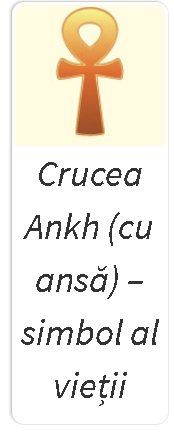 Crucea
Ankh (cu
ansă) –
simbol al
vieții